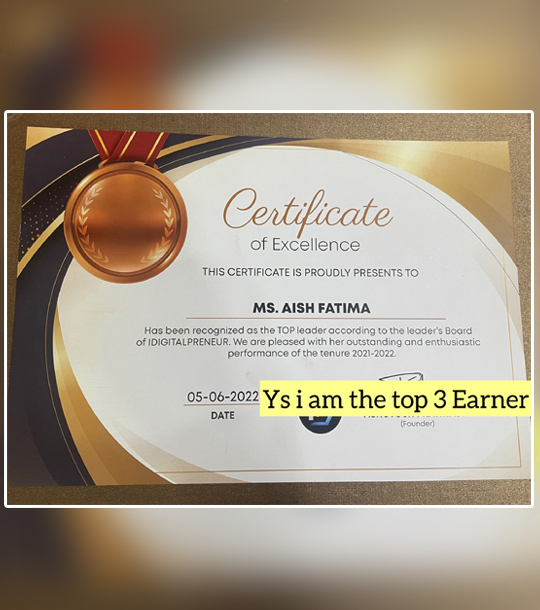 Certificate
of Excellence
THIS CERTIFICATE IS PROUDLY PRESENTS TO
MS. AISH FATIMA
Has been recognized as the TOP leader according to the leader's Board
of IDIGITALPRENEUR. We are pleased with her outstanding and enthusiastic
performance of the tenure 2021-2022.
05-06-2022
Ys i am the top 3 Earner
DATE
(Founder)